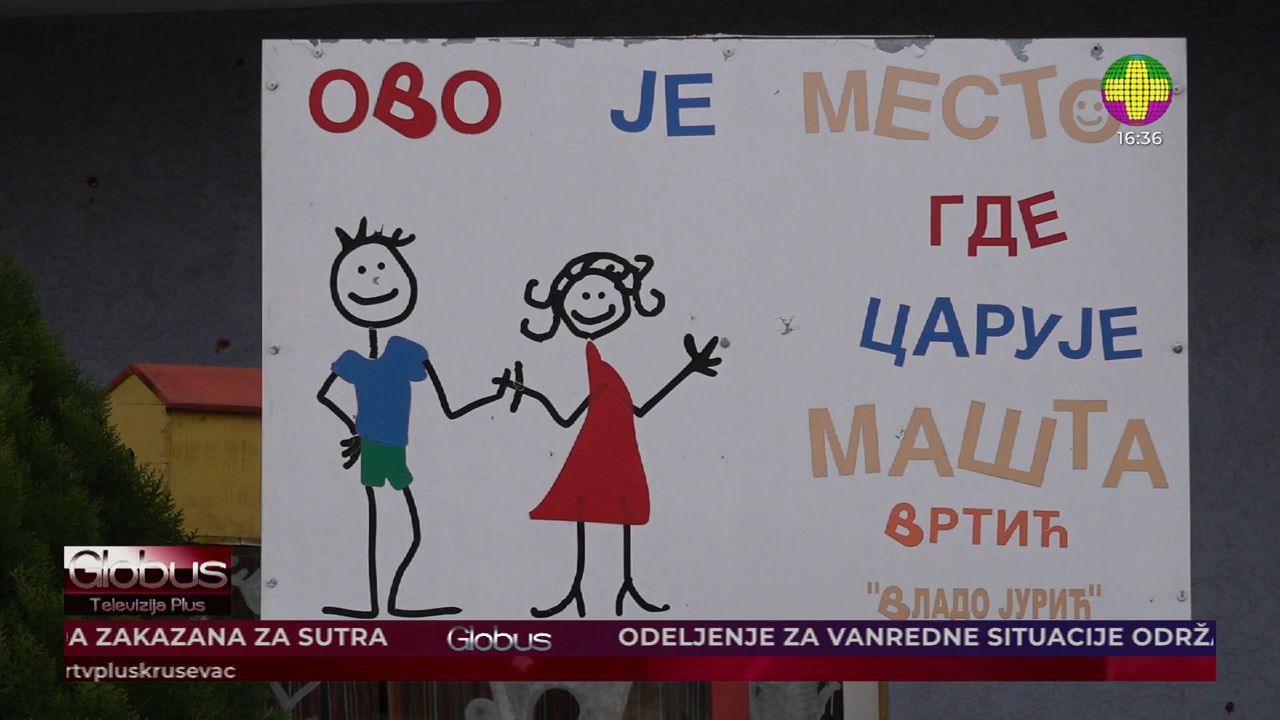 ОВО ЈЕ МЕСТО
16:36
ГДЕ
ЦАРУЈЕ
МАШТА
ВРТИЋ
"ВЛАДО ЈУРИЋ"
Globus
Televizija Plus
ZAKAZANA ZA SUTRA Globus ODELJENJE ZA VANREDNE SITUACIJE
rtvpluskrusevac